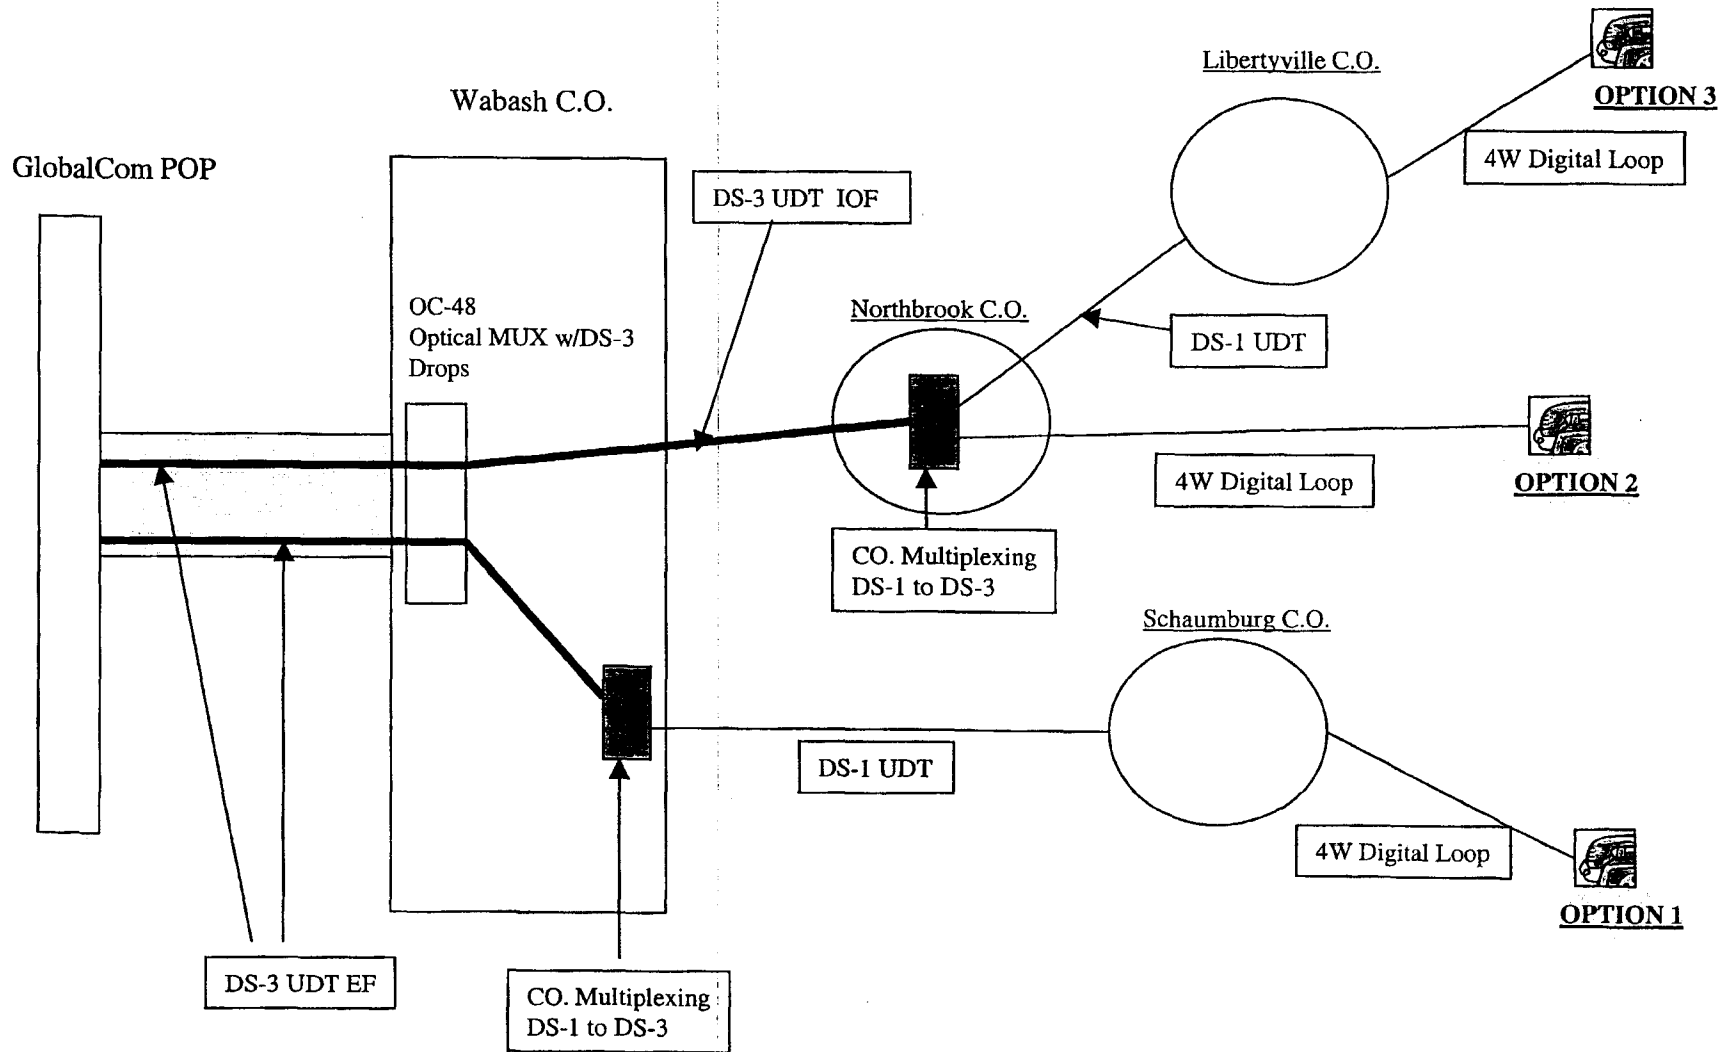 Libertyville C.O.
OPTION 3
Wabash C.O.
4W Digital Loop
GlobalCom POP
DS-3 UDT IOF
OC-48
Optical MUX w/DS-3
Drops
Northbrook C.O.
DS-1 UDT
4W Digital Loop
OPTION 2
CO. Multiplexing
DS-1 to DS-3
Schaumburg C.O.
DS-1 UDT
4W Digital Loop
OPTION 1
DS-3 UDT EF
CO. Multiplexing
DS-1 to DS-3